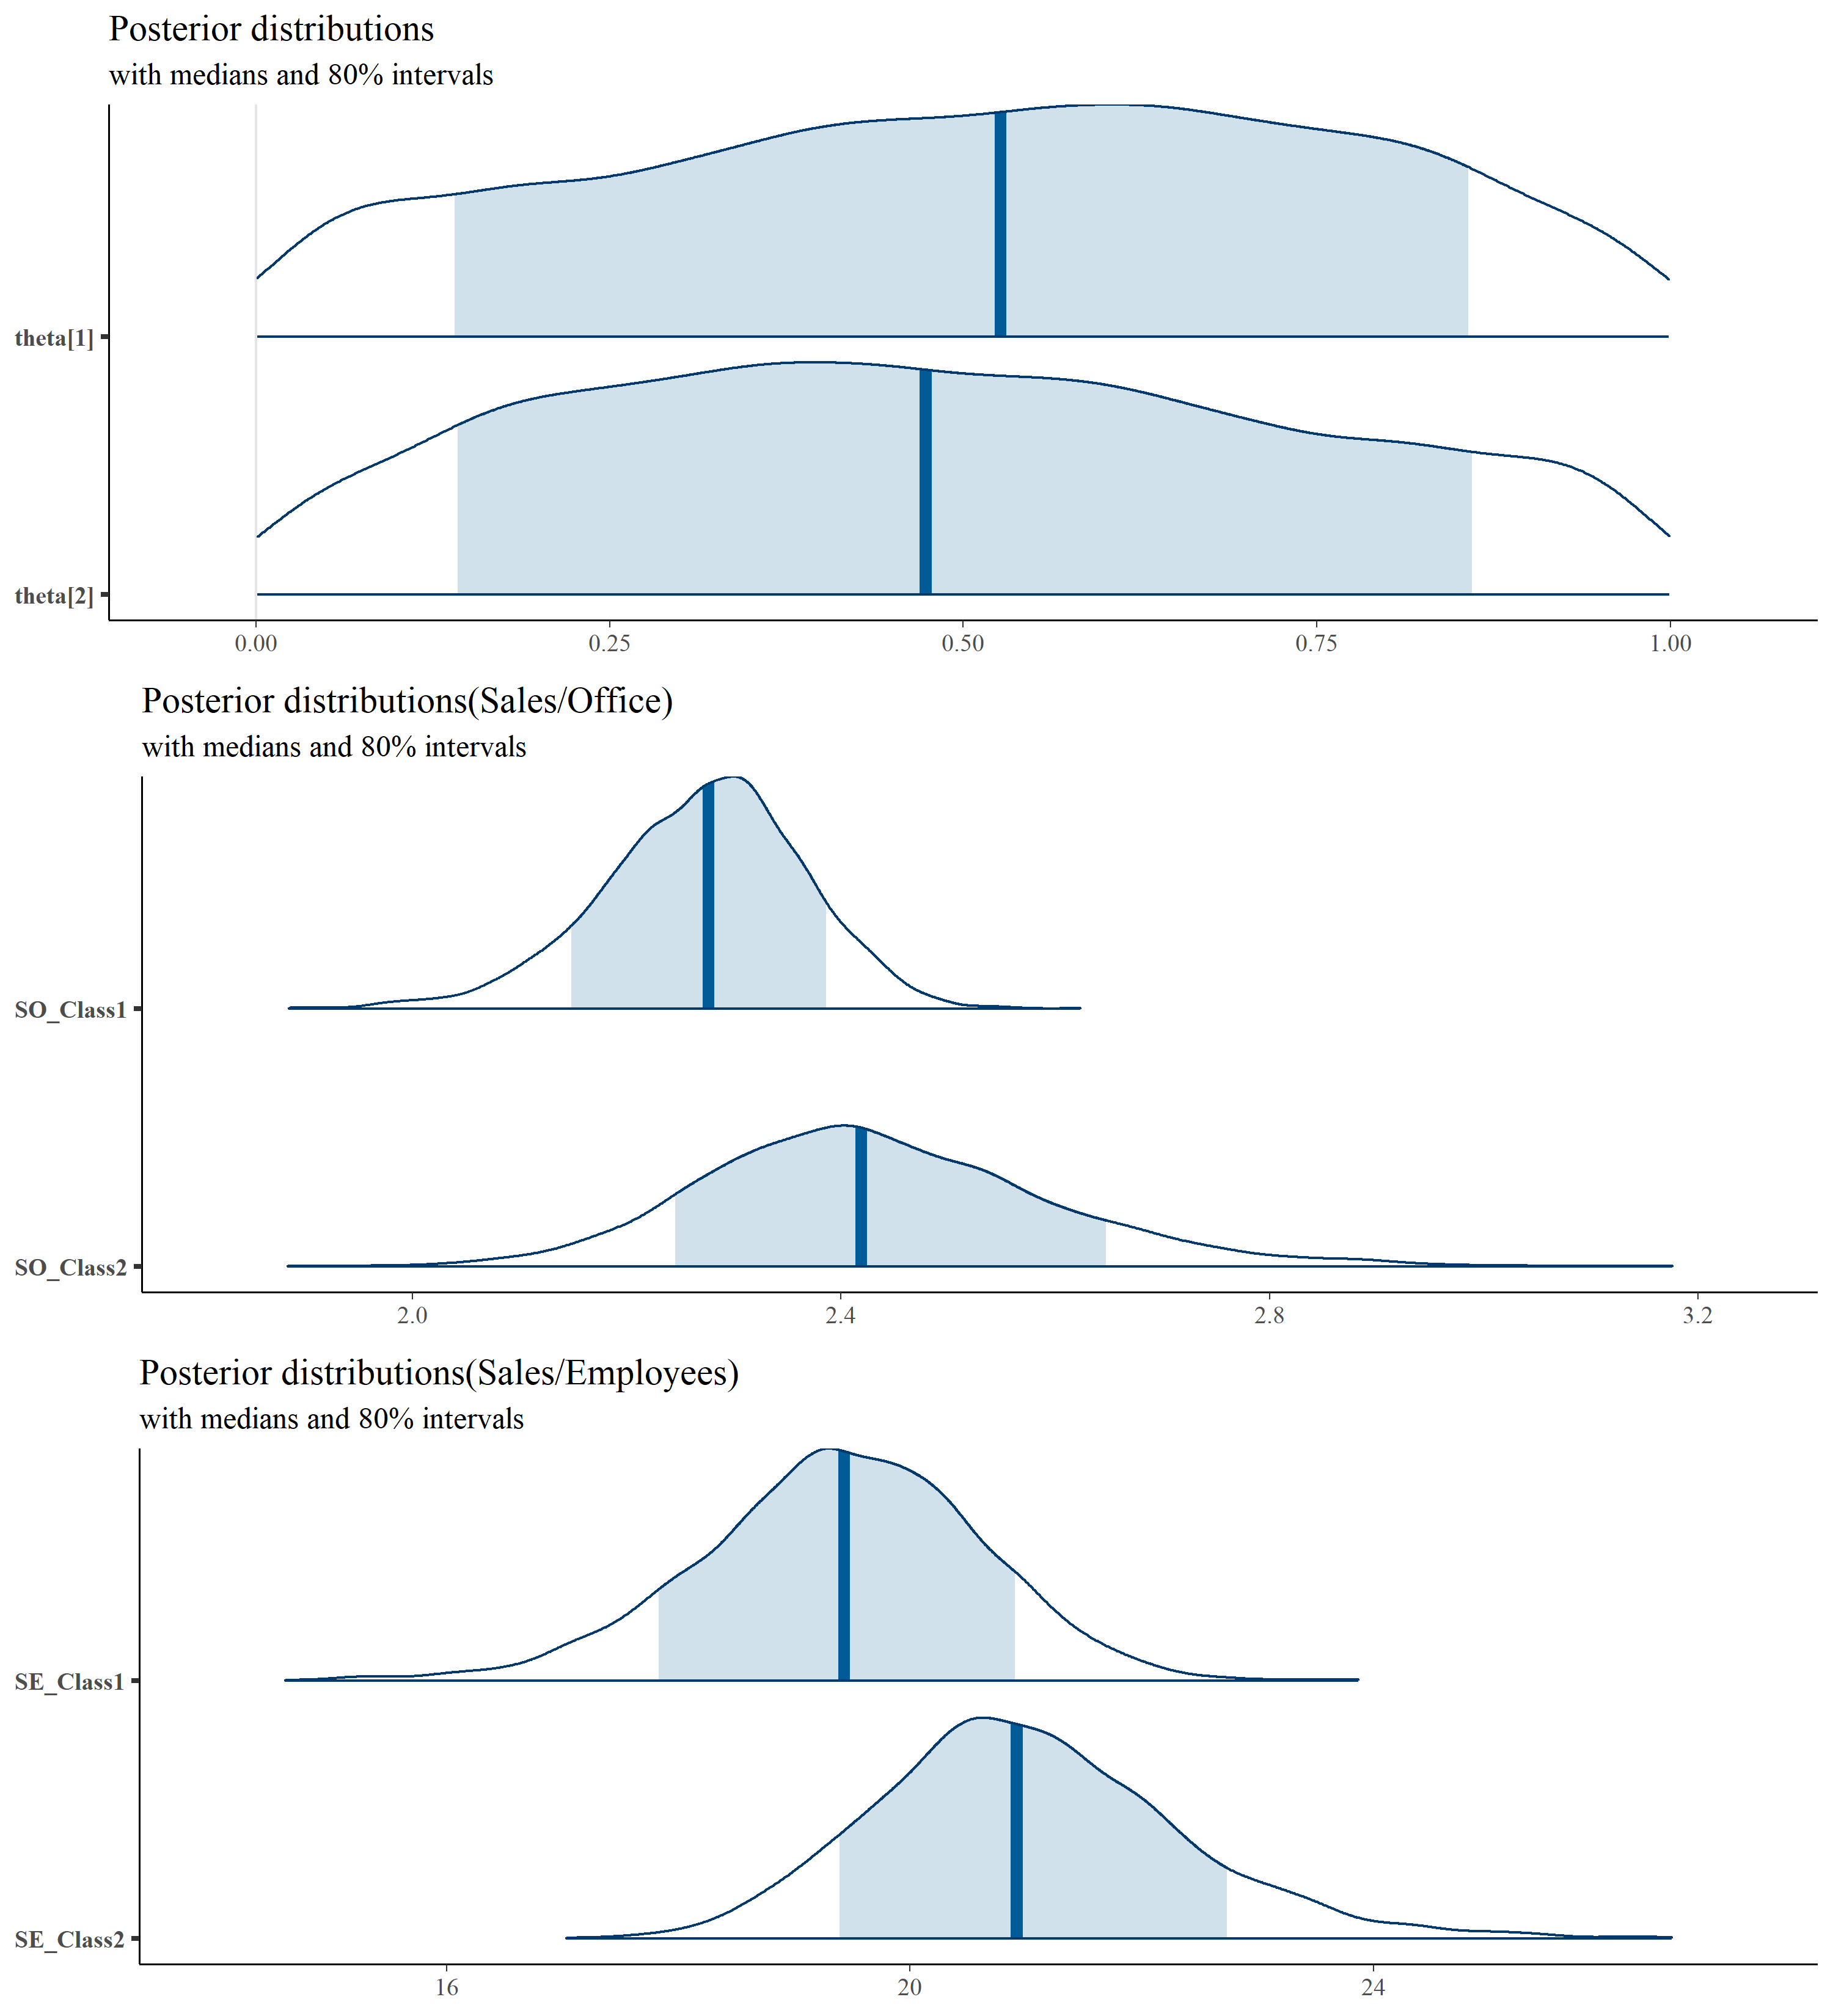 Posterior distributions
with medians and 80% intervals
theta[1]
theta[2]
0.00 0.25 0.50 0.75 1.00
Posterior distributions(Sales/Office)
with medians and 80% intervals
SO_Class1
SO_Class2
2.0 2.4 2.8 3.2
Posterior distributions(Sales/Employees)
with medians and 80% intervals
SE_Class1
SE_Class2
16 20 24